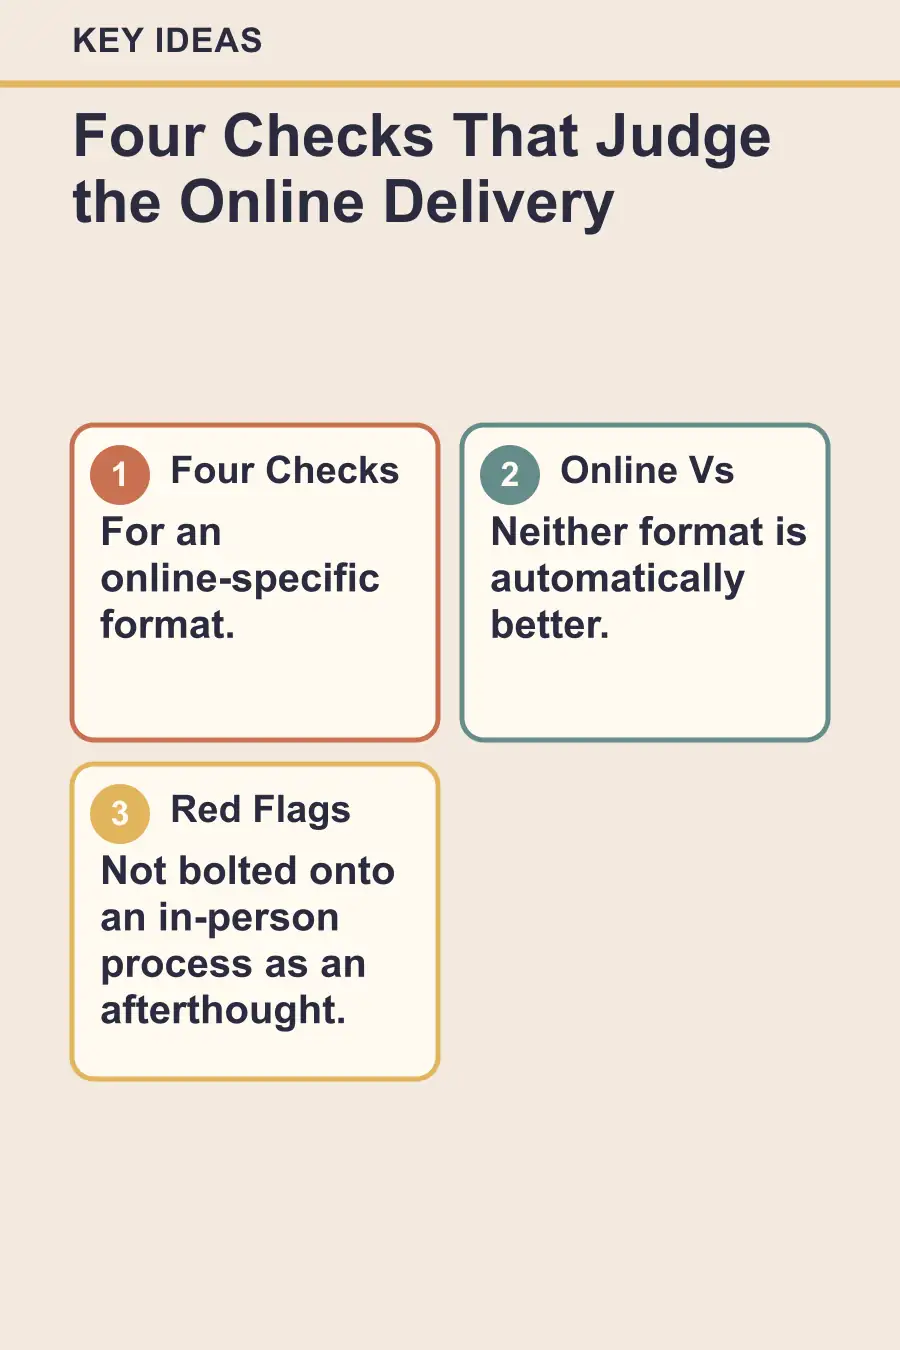 KEY IDEAS
Four Checks That Judge
the Online Delivery
1 Four Checks
For an
online-specific
format.
2 Online Vs
Neither format is
automatically
better.
3 Red Flags
Not bolted onto
an in-person
process as an
afterthought.